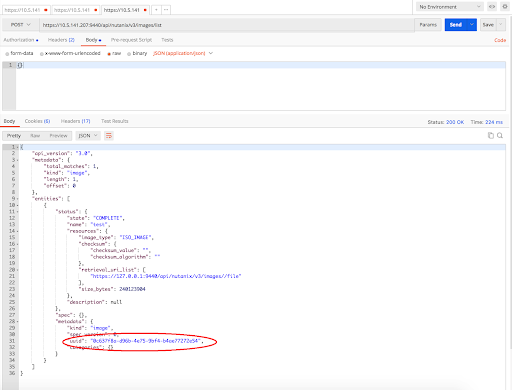 https://10.5.141 https://10.5.141 https://10.5.141 + ··· No Environment
POST https://10.5.141.207:9440/api/nutanix/v3/images/list Params Send Save
Authorization Headers (2) Body Pre-request Script Tests Code
form-data x-www-form-urlencoded raw binary JSON (application/json)
1 {}
Body Cookies (6) Headers (17) Test Results Status: 200 OK Time: 224 ms
Pretty Raw Preview JSON
1 {
2 "api_version": "3.0",
3 "metadata": {
4 "total_matches": 1,
5 "kind": "image",
6 "length": 1,
7 "offset": 0
8 },
9 "entities": [
10 {
11 "status": {
12 "state": "COMPLETE",
13 "name": "test",
14 "resources": {
15 "image_type": "ISO_IMAGE",
16 "checksum": {
17 "checksum_value": "",
18 "checksum_algorithm": ""
19 },
20 "retrieval_uri_list": [
21 "https://127.0.0.1:9440/api/nutanix/v3/images//file"
22 ],
23 "size_bytes": 240123904
24 },
25 "description": null
26 },
27 "spec": {},
28 "metadata": {
29 "kind": "image",
30 "spec_version": 0,
31 "uuid":
32 "categories": {}
33 }
34 }
35 ]
36 }